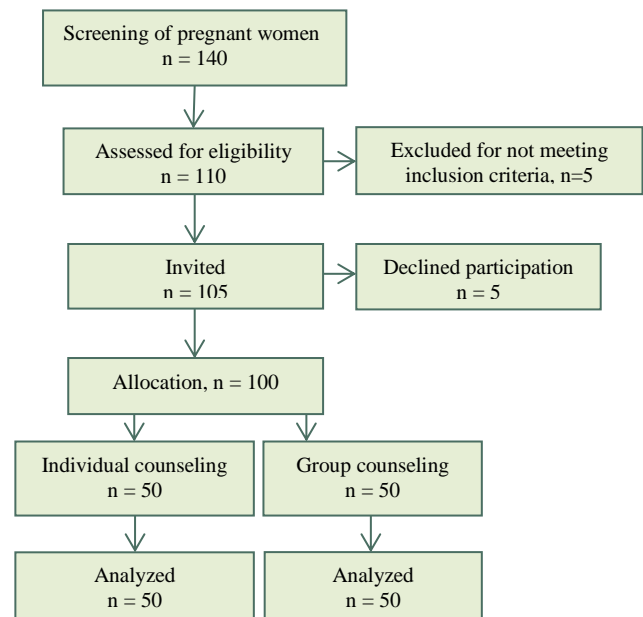 Screening of pregnant women
n = 140
Assessed for eligibility
n = 110
Excluded for not meeting
inclusion criteria, n=5
Invited
n = 105
Declined participation
n = 5
Allocation, n = 100
Individual counseling
n = 50
Group counseling
n = 50
Analyzed
n = 50
Analyzed
n = 50